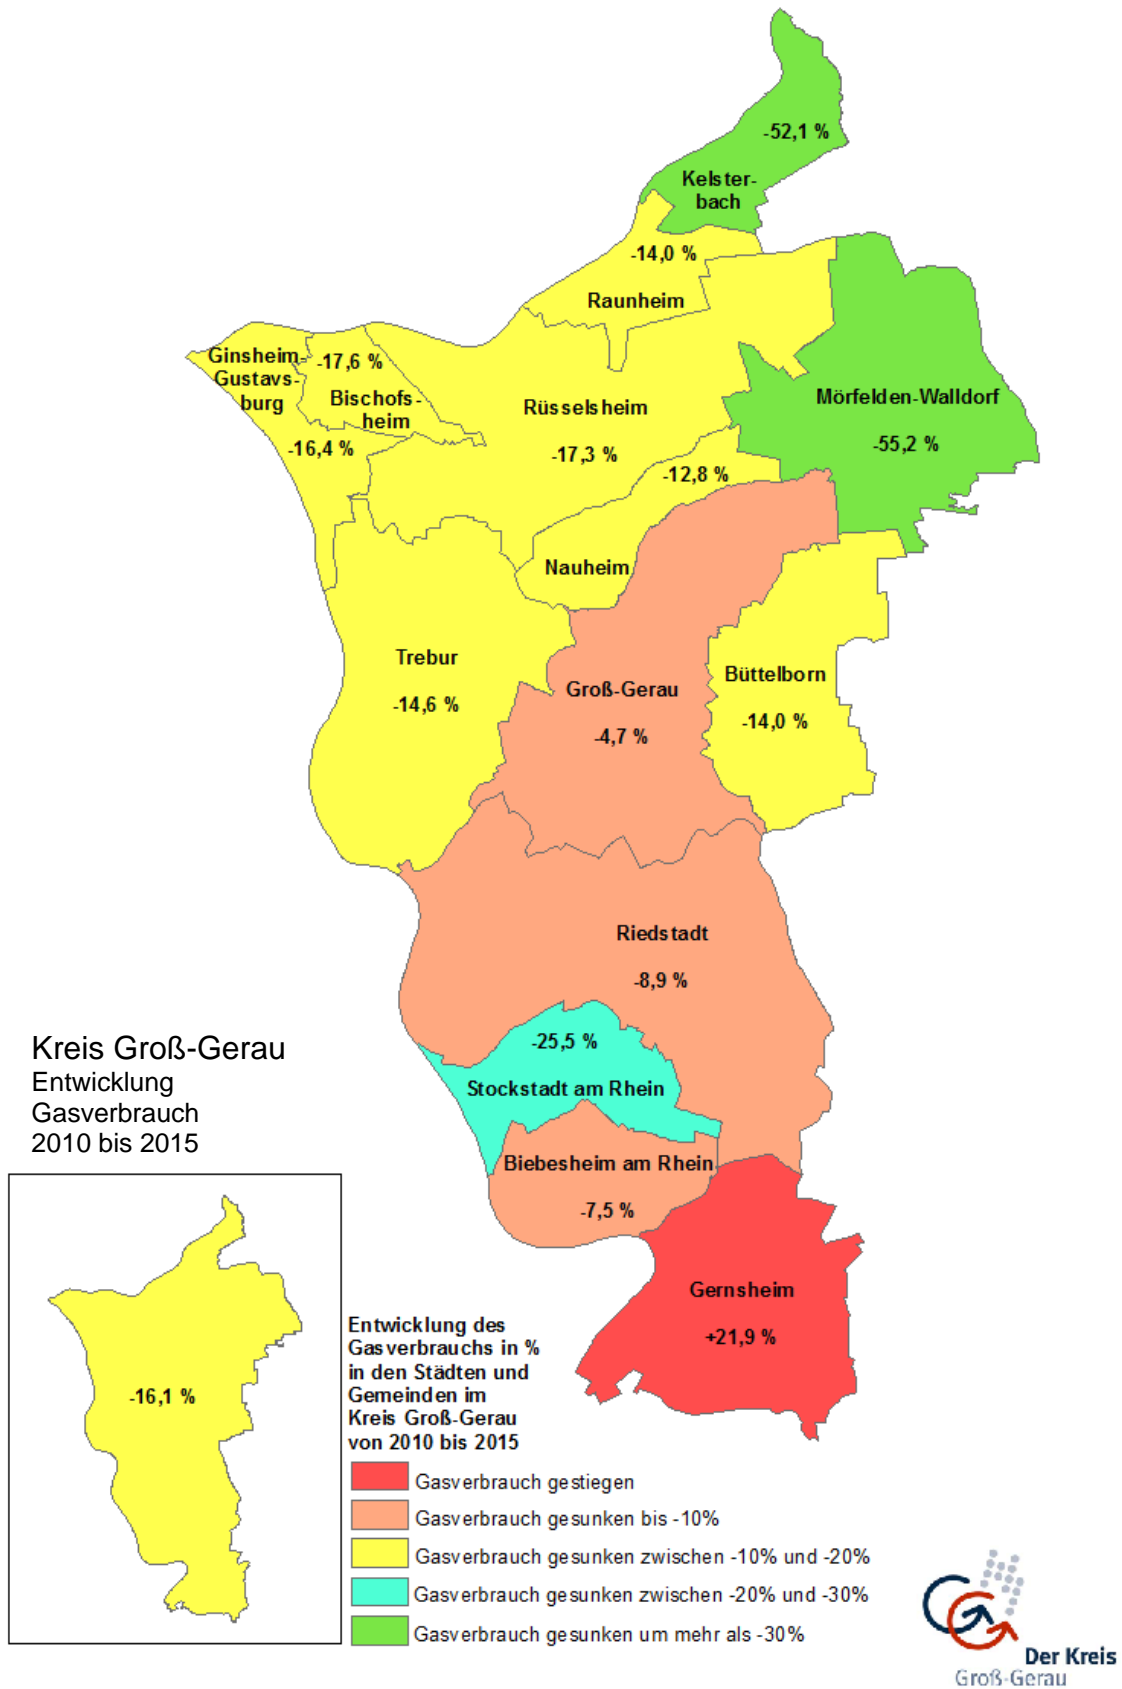 -52,1 %
Kelster-
bach
-14,0 %
Raunheim
Ginsheim-
Gustavs-
burg
-16,4 %
-17,6 %
Bischofs-
heim
Rüsselsheim
-17,3 %
Mörfelden-Walldorf
-55,2 %
-12,8 %
Nauheim
Trebur
-14,6 %
Groß-Gerau
-4,7 %
Büttelborn
-14,0 %
Riedstadt
-8,9 %
-25,5 %
Stockstadt am Rhein
Biebesheim am Rhein
-7,5 %
Gernsheim
+21,9 %
Kreis Groß-Gerau
Entwicklung
Gasverbrauch
2010 bis 2015
-16,1 %
Entwicklung des
Gasverbrauchs in %
in den Städten und
Gemeinden im
Kreis Groß-Gerau
von 2010 bis 2015
Gasverbrauch gestiegen
Gasverbrauch gesunken bis -10%
Gasverbrauch gesunken zwischen -10% und -20%
Gasverbrauch gesunken zwischen -20% und -30%
Gasverbrauch gesunken um mehr als -30%
Der Kreis
Groß-Gerau